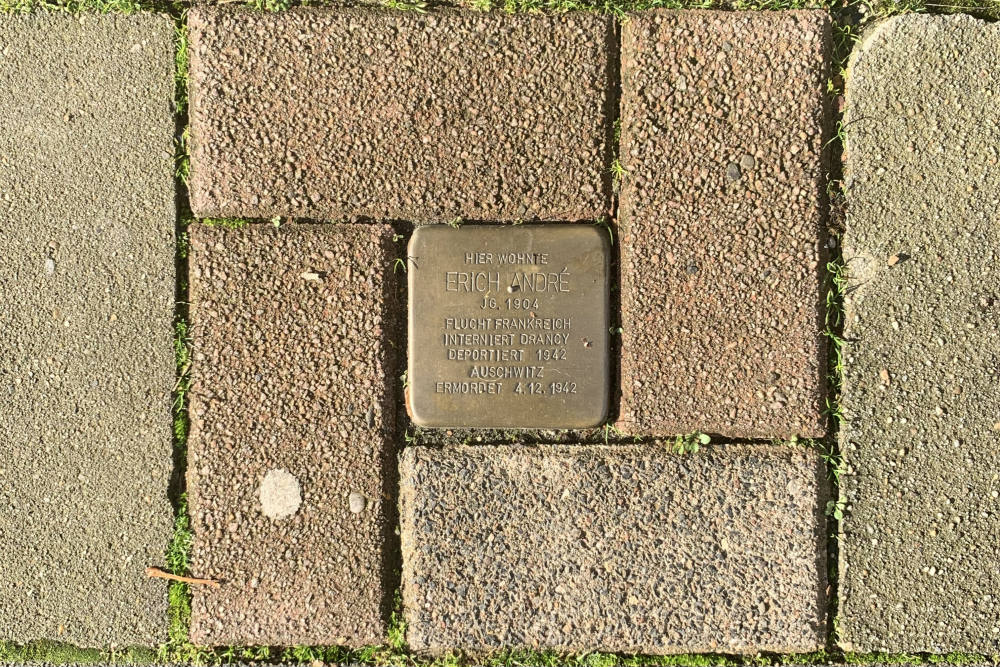 HIER WOHNTE
ERICH ANDRÉ
JG. 1904
FLUCHT FRANKREICH
INTERNIERT DRANCY
DEPORTIERT 1942
AUSCHWITZ
ERMORDET 4.12.1942